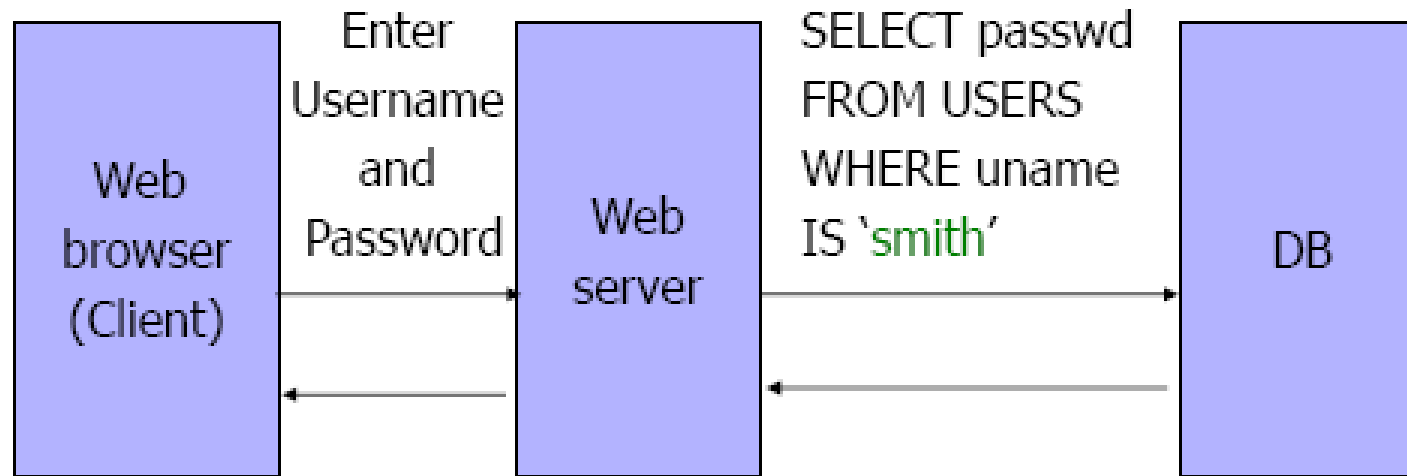 Web
browser
(Client)
Enter
Username
and
Password
Web
server
SELECT passwd
FROM USERS
WHERE uname
IS ‘smith’
DB